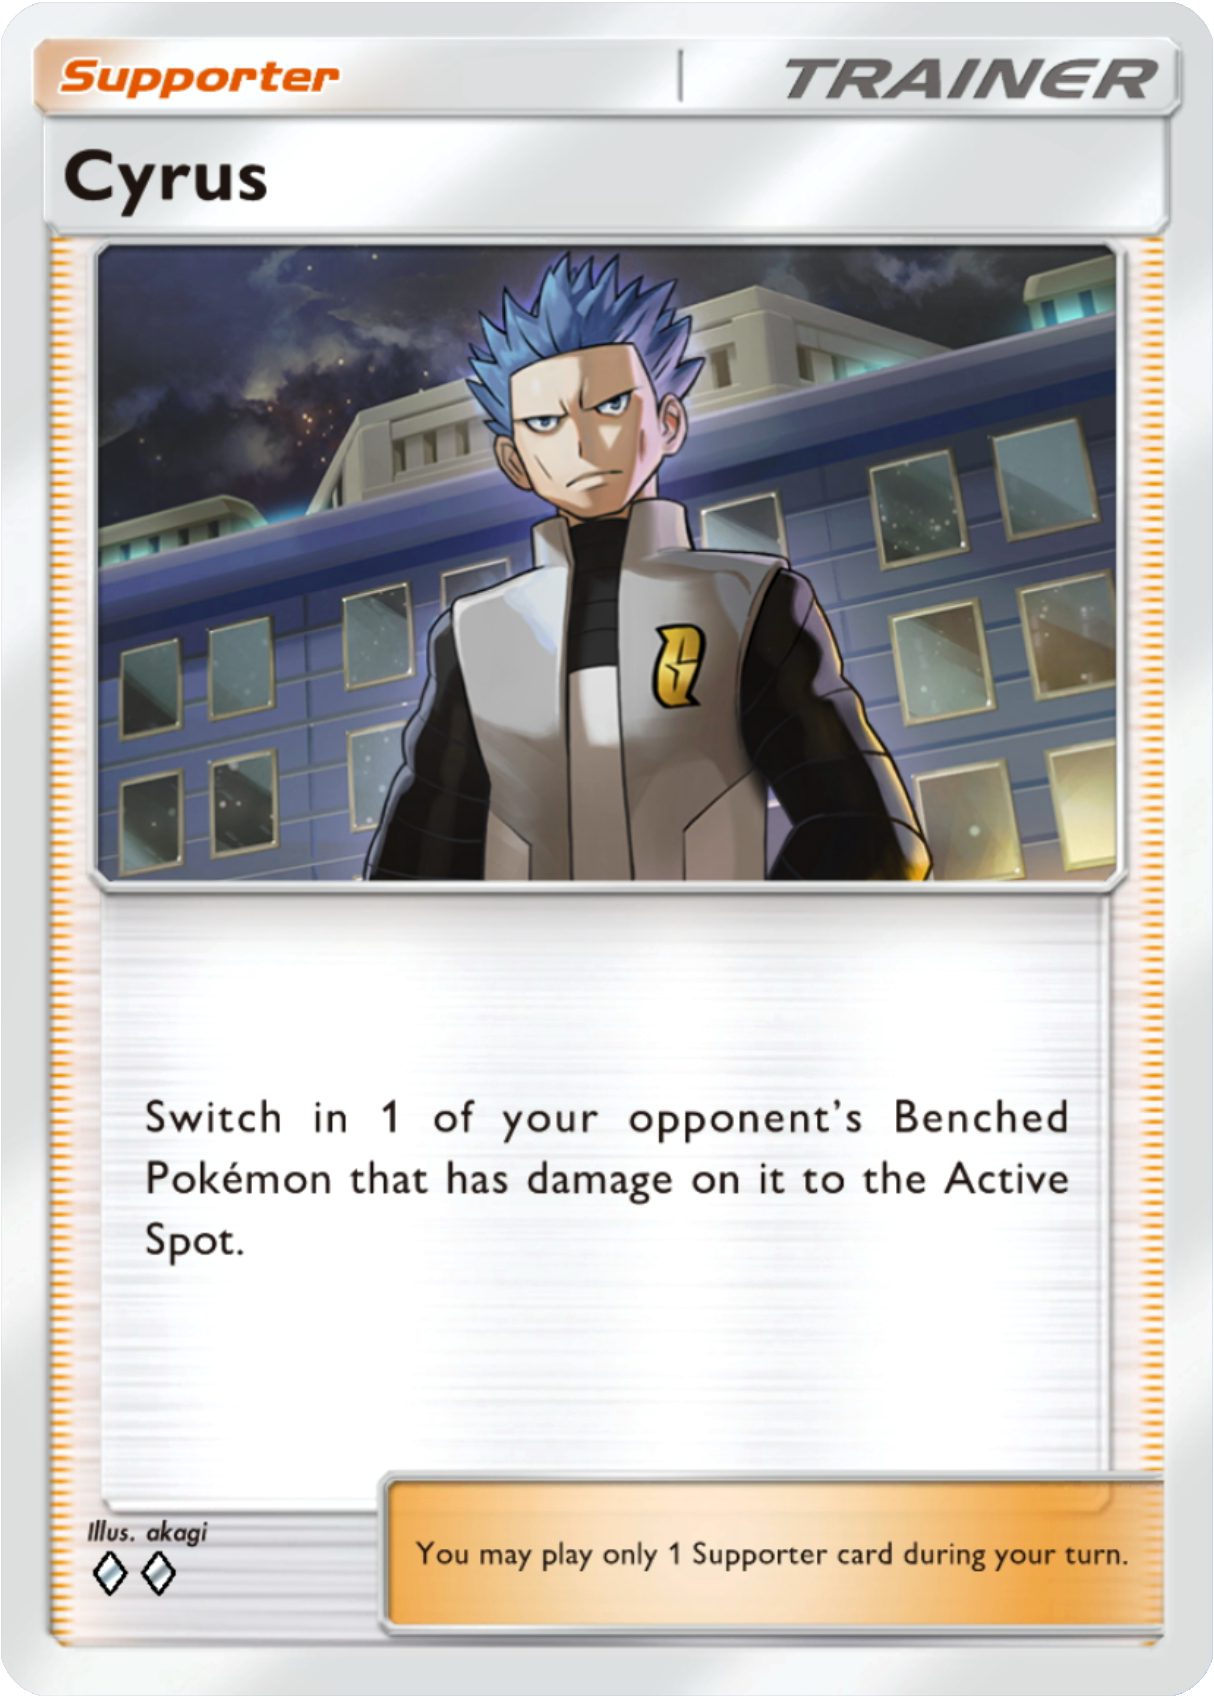 Supporter
TRAINER
Cyrus
Switch in 1 of your opponent's Benched
Pokémon that has damage on it to the Active
Spot.
Illus. akagi
You may play only 1 Supporter card during your turn.